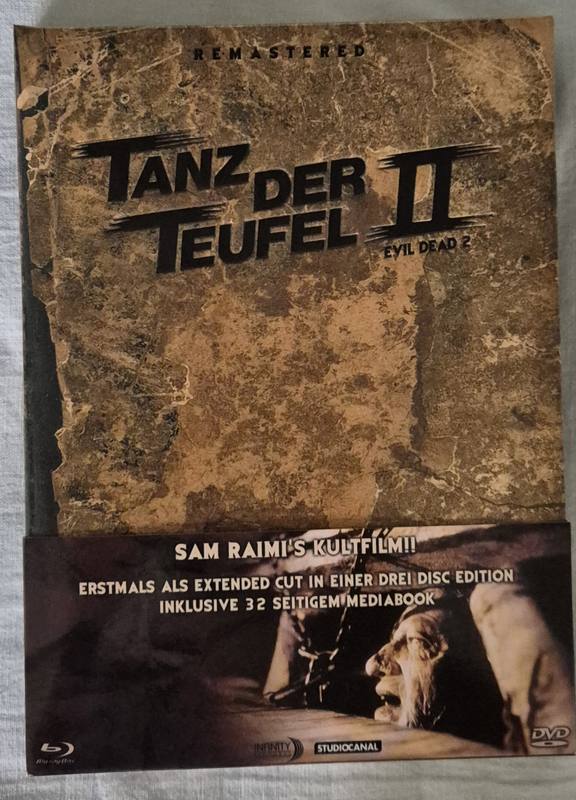 REMASTERED
TANZ DER TEUFEL II
EVIL DEAD 2
SAM RAIMI'S KULTFILM!!
ERSTMALS ALS EXTENDED CUT IN EINER DREI DISC EDITION
INKLUSIVE 32 SEITIGEM MEDIABOOK
Blu-ray Disc
INFINITY
STUDIOCANAL
DVD